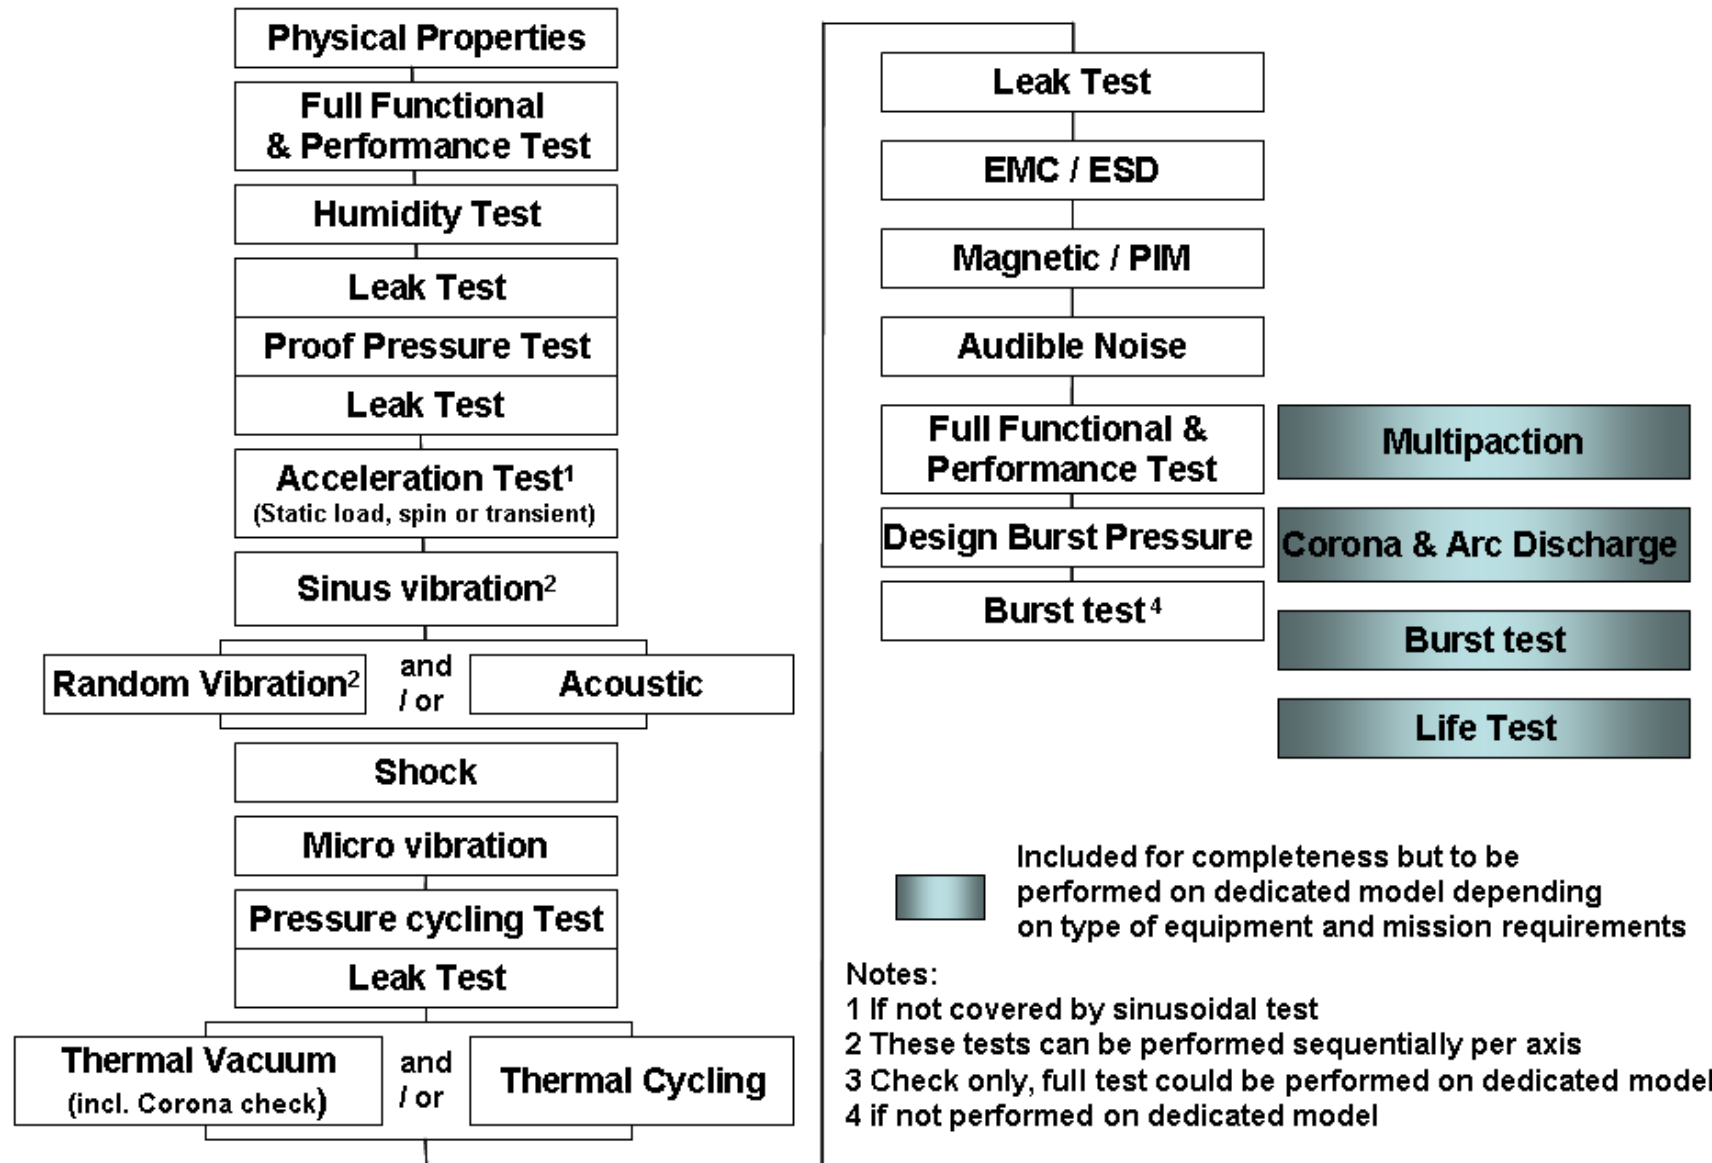 Physical Properties
Full Functional
& Performance Test
Humidity Test
Leak Test
Proof Pressure Test
Leak Test
Acceleration Test¹
(Static load, spin or transient)
Sinus vibration²
Random Vibration²
and
/ or
Acoustic
Shock
Micro vibration
Pressure cycling Test
Leak Test
Thermal Vacuum
(incl. Corona check)
and
/ or
Thermal Cycling
Leak Test
EMC / ESD
Magnetic / PIM
Audible Noise
Full Functional &
Performance Test
Design Burst Pressure
Burst test⁴
Multipaction
Corona & Arc Discharge
Burst test
Life Test
Included for completeness but to be
performed on dedicated model depending
on type of equipment and mission requirements
Notes:
1 If not covered by sinusoidal test
2 These tests can be performed sequentially per axis
3 Check only, full test could be performed on dedicated model
4 if not performed on dedicated model